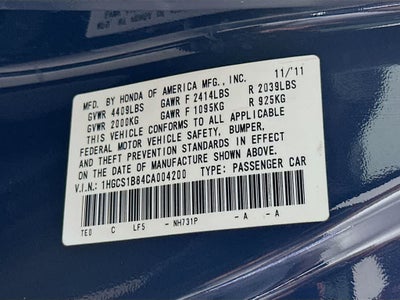 MFD. BY HONDA OF AMERICA MFG., INC. 11/'11
GVWR 4409LBS GAWR F 2414LBS R 2039LBS
GVWR 2000KG GAWR F 1095KG R 925KG
THIS VEHICLE CONFORMS TO ALL APPLICABLE
FEDERAL MOTOR VEHICLE SAFETY, BUMPER,
AND THEFT PREVENTION STANDARDS IN EFFECT
ON THE DATE OF MANUFACTURE SHOWN ABOVE.
V.I.N.: 1HGCS1B84CA004200 TYPE: PASSENGER CAR
TE0 C LF5 - NH731P -A -A